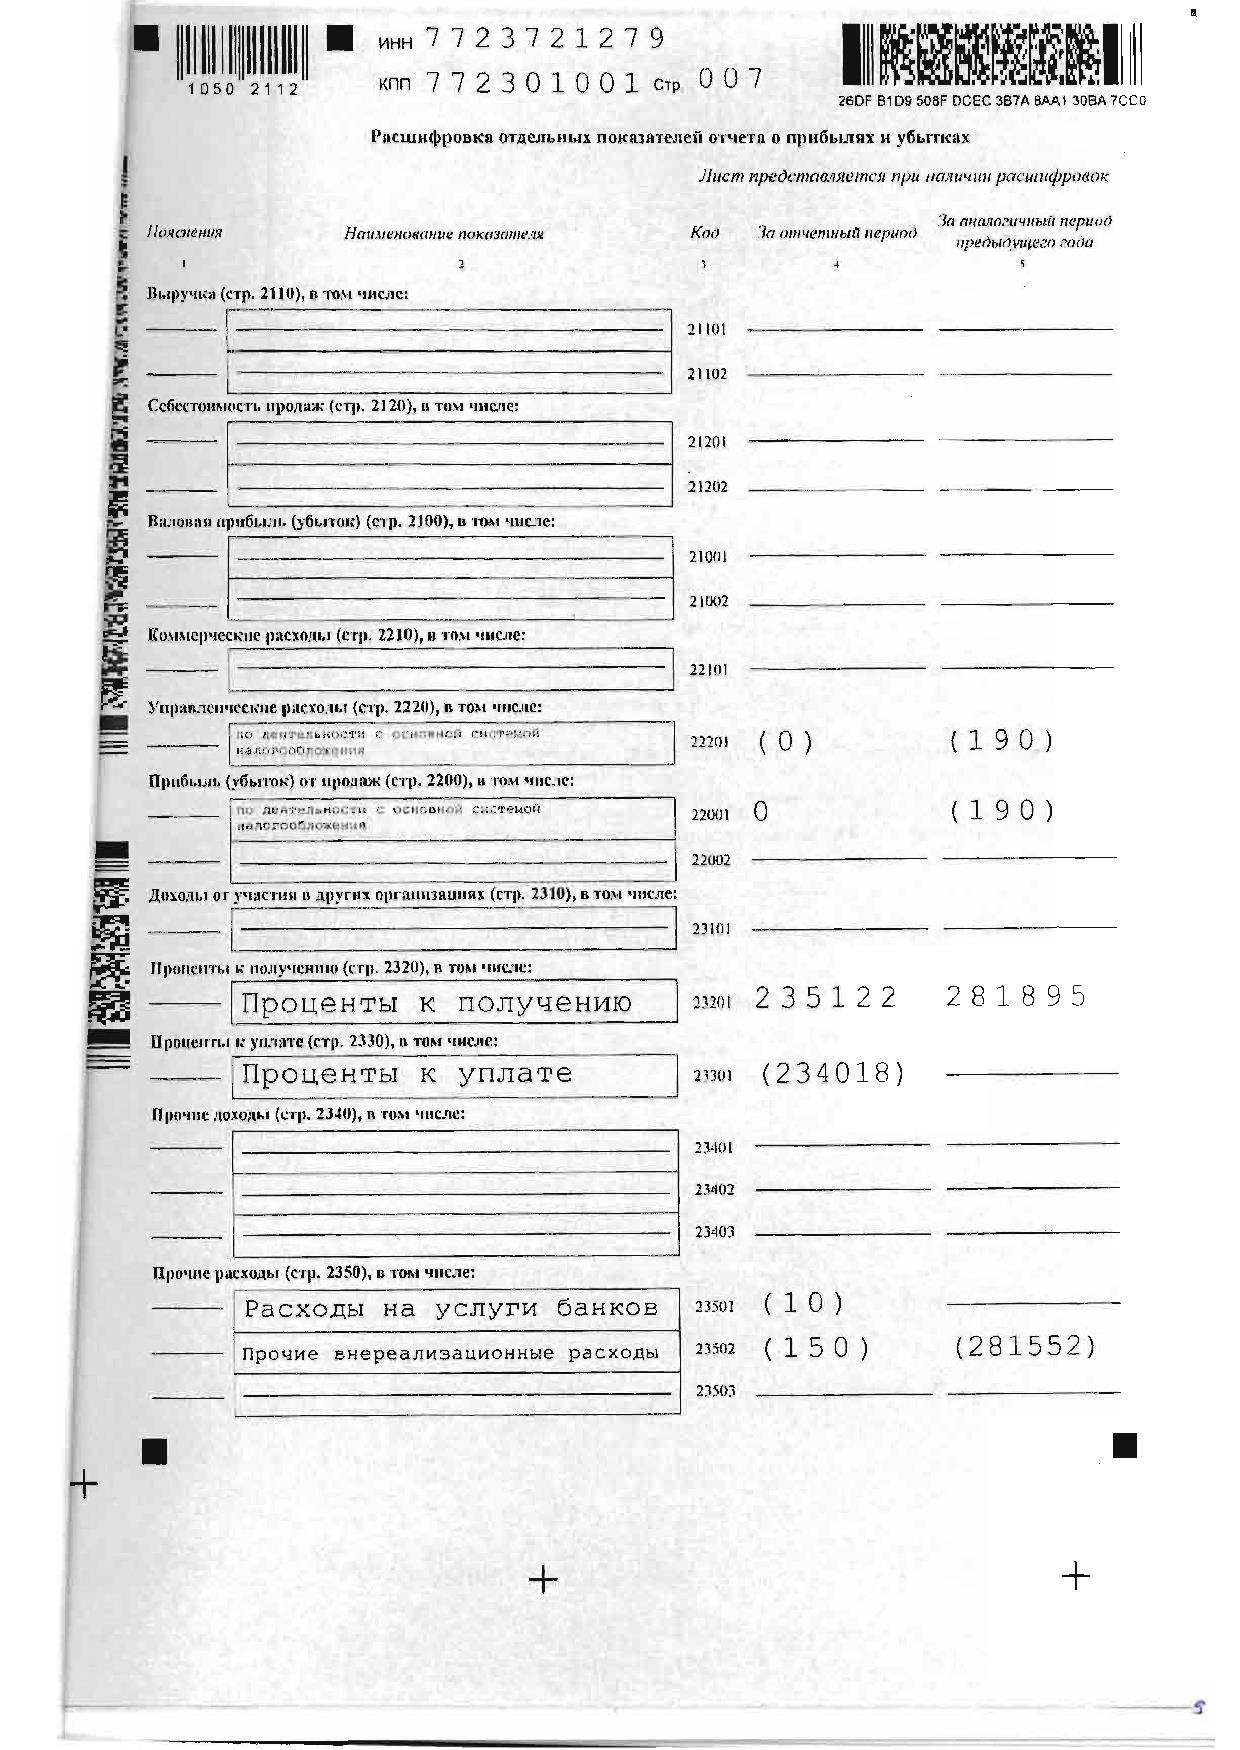 ИНН 7723721279
1050 2112
КПП 772301001 Стр. 007
26DF B1D9 508F DCEC 3B7A 8AA1 30BA 7CC0
Расшифровка отдельных показателей отчета о прибылях и убытках
Лист представляется при наличии расшифровок
Пояснения Наименование показателя Код За отчетный период За аналогичный период предыдущего года
1 2 3 4 5
Выручка (стр. 2110), в том числе:
21101
21102
Себестоимость продаж (стр. 2120), в том числе:
21201
21202
Валовая прибыль (убыток) (стр. 2100), в том числе:
21001
21002
Коммерческие расходы (стр. 2210), в том числе:
22101
Управленческие расходы (стр. 2220), в том числе:
по деятельности с основной системой
налогообложения
22201 (0) (190)
Прибыль (убыток) от продаж (стр. 2200), в том числе:
по деятельности с основной системой
налогообложения
22001 0 (190)
22002
Доходы от участия в других организациях (стр. 2310), в том числе:
23101
Проценты к получению (стр. 2320), в том числе:
Проценты к получению 23201 235122 281895
Проценты к уплате (стр. 2330), в том числе:
Проценты к уплате 23301 (234018)
Прочие доходы (стр. 2340), в том числе:
23401
23402
23403
Прочие расходы (стр. 2350), в том числе:
Расходы на услуги банков 23501 (10)
Прочие внереализационные расходы 23502 (150) (281552)
23503